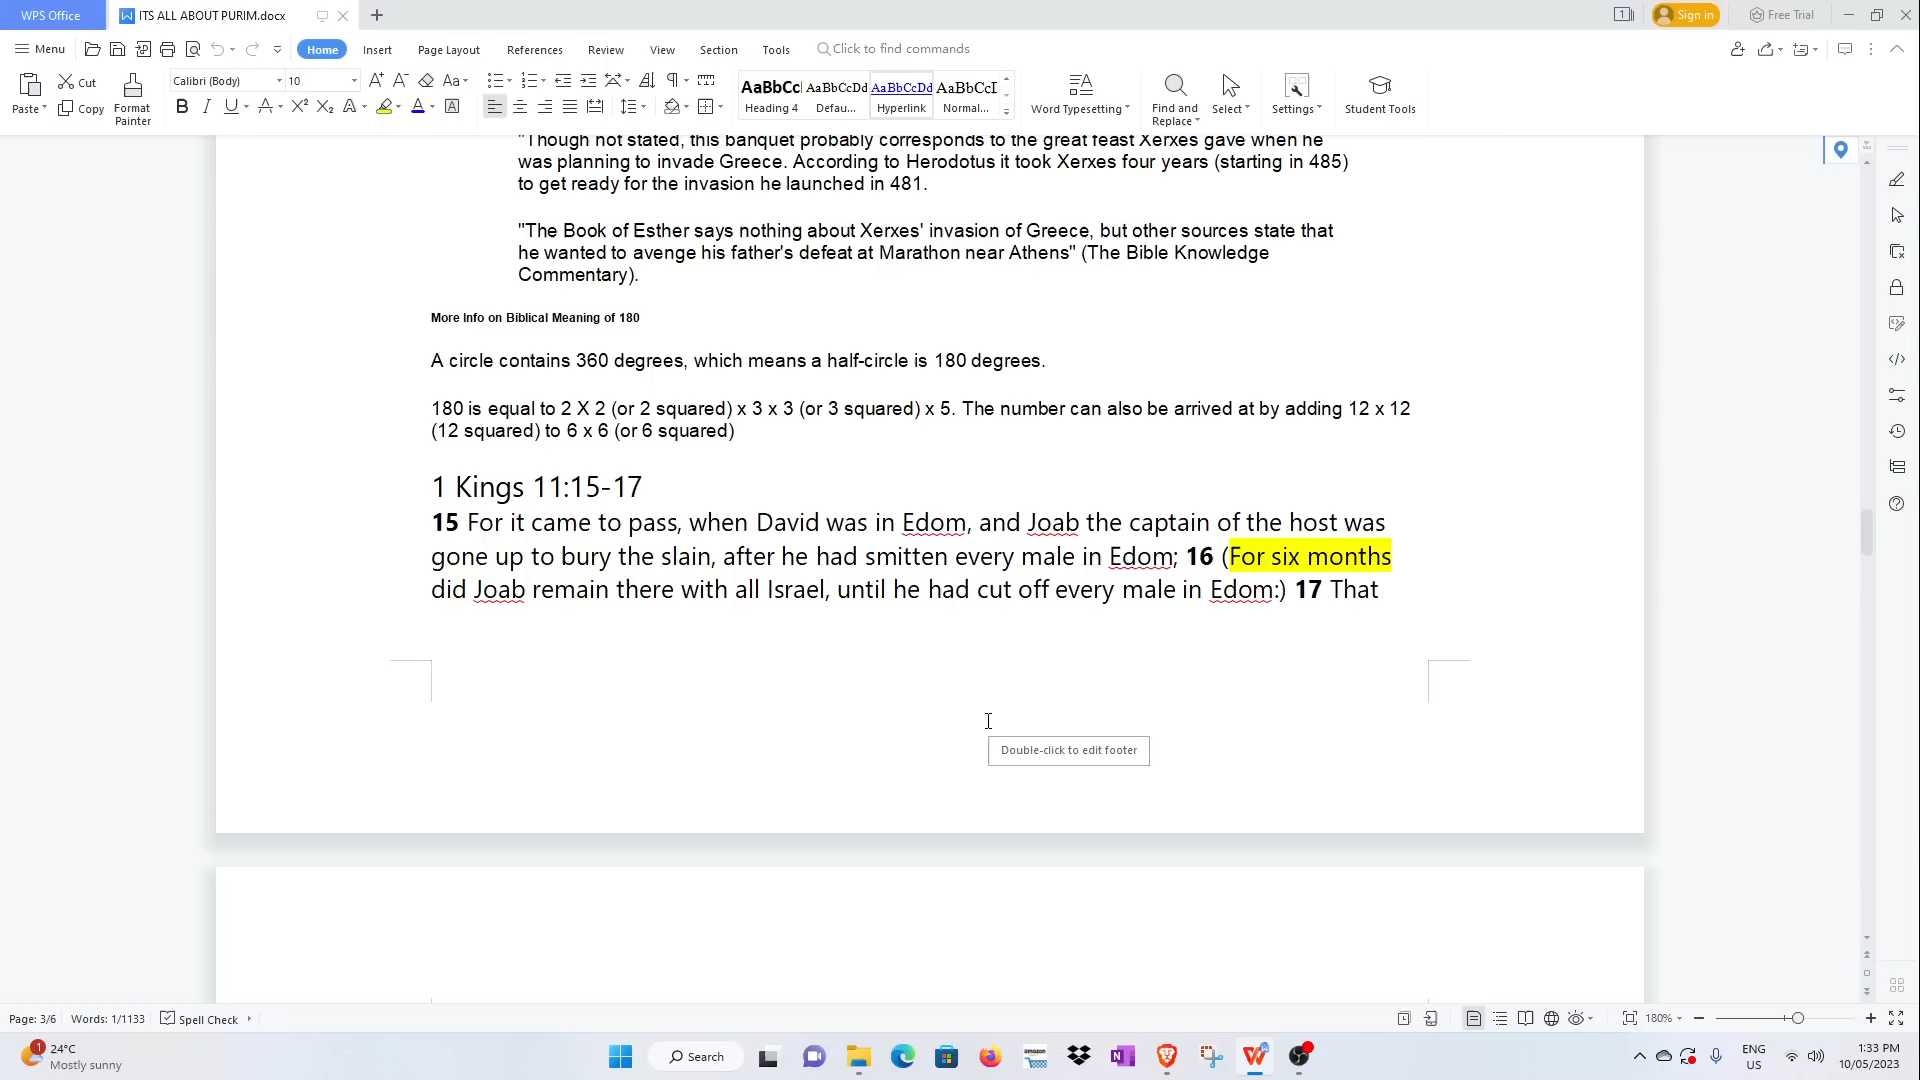 WPS Office
ITS ALL ABOUT PURIM.docx
Sign in
Free Trial
Menu
Home
Insert
Page Layout
References
Review
View
Section
Tools
Click to find commands
Paste
Cut
Copy
Format Painter
Calibri (Body)
10
AaBbCc
Heading 4
AaBbCcDd
Defau...
AaBbCcDd
Hyperlink
AaBbCcI
Normal...
Word Typesetting
Find and Replace
Select
Settings
Student Tools
"Though not stated, this banquet probably corresponds to the great feast Xerxes gave when he
was planning to invade Greece. According to Herodotus it took Xerxes four years (starting in 485)
to get ready for the invasion he launched in 481.
"The Book of Esther says nothing about Xerxes' invasion of Greece, but other sources state that
he wanted to avenge his father's defeat at Marathon near Athens" (The Bible Knowledge
Commentary).
More Info on Biblical Meaning of 180
A circle contains 360 degrees, which means a half-circle is 180 degrees.
180 is equal to 2 X 2 (or 2 squared) x 3 x 3 (or 3 squared) x 5. The number can also be arrived at by adding 12 x 12
(12 squared) to 6 x 6 (or 6 squared)
1 Kings 11:15-17
15 For it came to pass, when David was in Edom, and Joab the captain of the host was
gone up to bury the slain, after he had smitten every male in Edom; 16 (For six months
did Joab remain there with all Israel, until he had cut off every male in Edom:) 17 That
Double-click to edit footer
Page: 3/6
Words: 1/1133
Spell Check
180%
24°C
Mostly sunny
Search
ENG
US
1:33 PM
10/05/2023